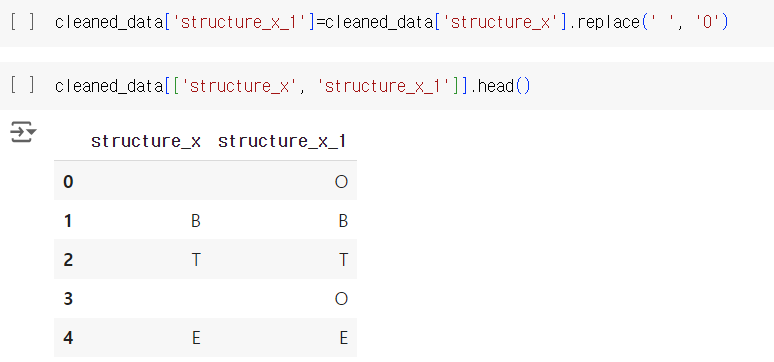 [ ] cleaned_data['structure_x_1']=cleaned_data['structure_x'].replace(' ', 'O')
[ ] cleaned_data[['structure_x', 'structure_x_1']].head()
structure_x structure_x_1
0 O
1 B B
2 T T
3 O
4 E E